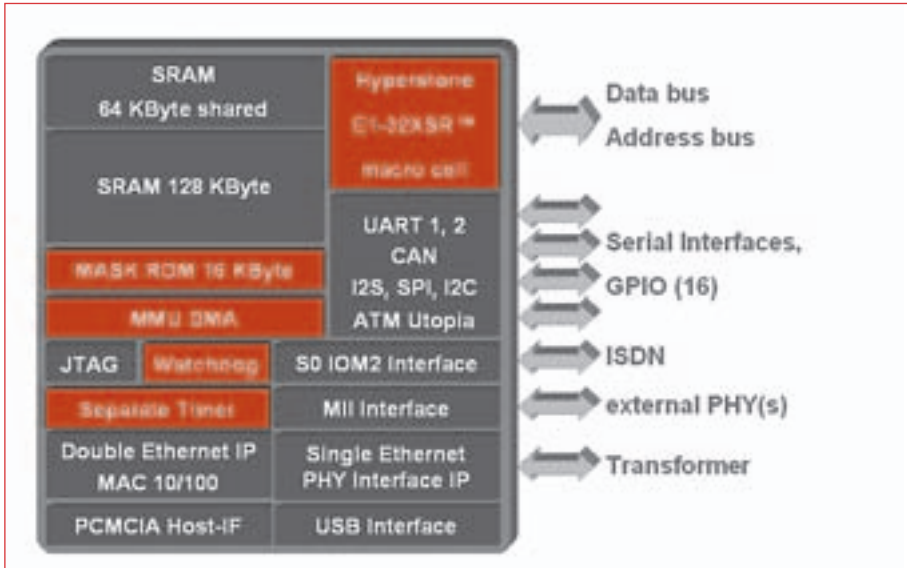 SRAM
64 KByte shared
Hyperstone
E1-32XSR™
macro cell
Data bus
Address bus
SRAM 128 KByte
UART 1, 2
CAN
I2S, SPI, I2C
ATM Utopia
Serial Interfaces,
GPIO (16)
MASK ROM 16 KByte
MMU DMA
JTAG
Watchdog
S0 IOM2 Interface
ISDN
Separate Timer
MII Interface
external PHY(s)
Double Ethernet IP
MAC 10/100
Single Ethernet
PHY Interface IP
Transformer
PCMCIA Host-IF
USB Interface